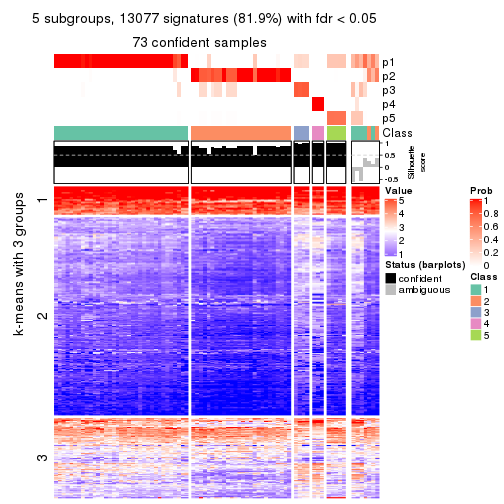 5 subgroups, 13077 signatures (81.9%) with fdr < 0.05
73 confident samples
p1
p2
p3
p4
p5
Class
1
0.5
0
-0.5
Silhouette
score
k-means with 3 groups
1
2
3
Value
5
4
3
2
1
Status (barplots)
confident
ambiguous
Prob
1
0.8
0.6
0.4
0.2
0
Class
1
2
3
4
5